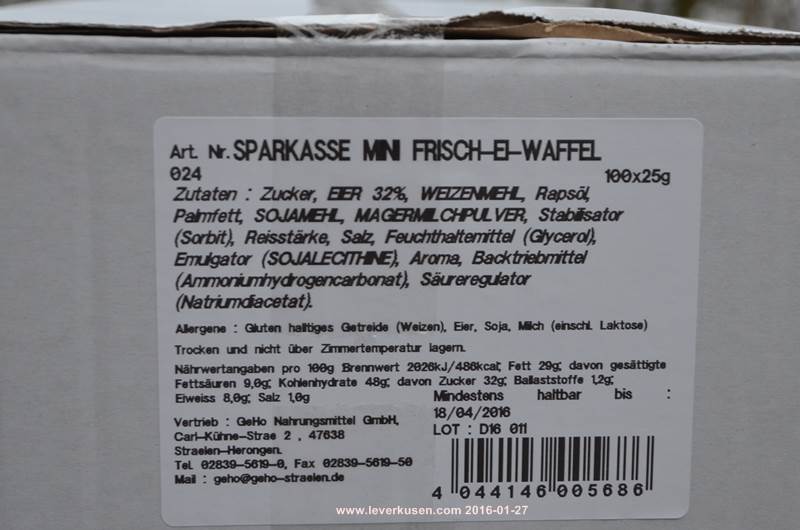 Art. Nr. SPARKASSE MINI FRISCH-EI-WAFFEL
024 100x25g
Zutaten : Zucker, EIER 32%, WEIZENMEHL, Rapsöl,
Palmfett, SOJAMEHL, MAGERMILCHPULVER, Stabilisator
(Sorbit), Reisstärke, Salz, Feuchthaltemittel (Glycerol),
Emulgator (SOJALECITHINE), Aroma, Backtriebmittel
(Ammoniumhydrogencarbonat), Säureregulator
(Natriumdiacetat).
Allergene : Gluten halltiges Getreide (Weizen), Eier, Soja, Milch (einschl. Laktose)
Trocken und nicht über Zimmertemperatur lagern.
Nährwertangaben pro 100g Brennwert 2026kJ/486kcal; Fett 29g; davon gesättigte
Fettsäuren 9,0g; Kohlenhydrate 48g; davon Zucker 32g; Ballaststoffe 1,2g;
Eiweiss 8,0g; Salz 1,0g
Mindestens haltbar bis :
18/04/2016
LOT : D16 011
Vertrieb : GeHo Nahrungsmittel GmbH,
Carl-Kühne-Strae 2 , 47638
Straelen-Herongen.
Tel. 02839-5619-0, Fax 02839-5619-50
Mail : geho@geho-straelen.de
4 044146 005686
www.leverkusen.com 2016-01-27